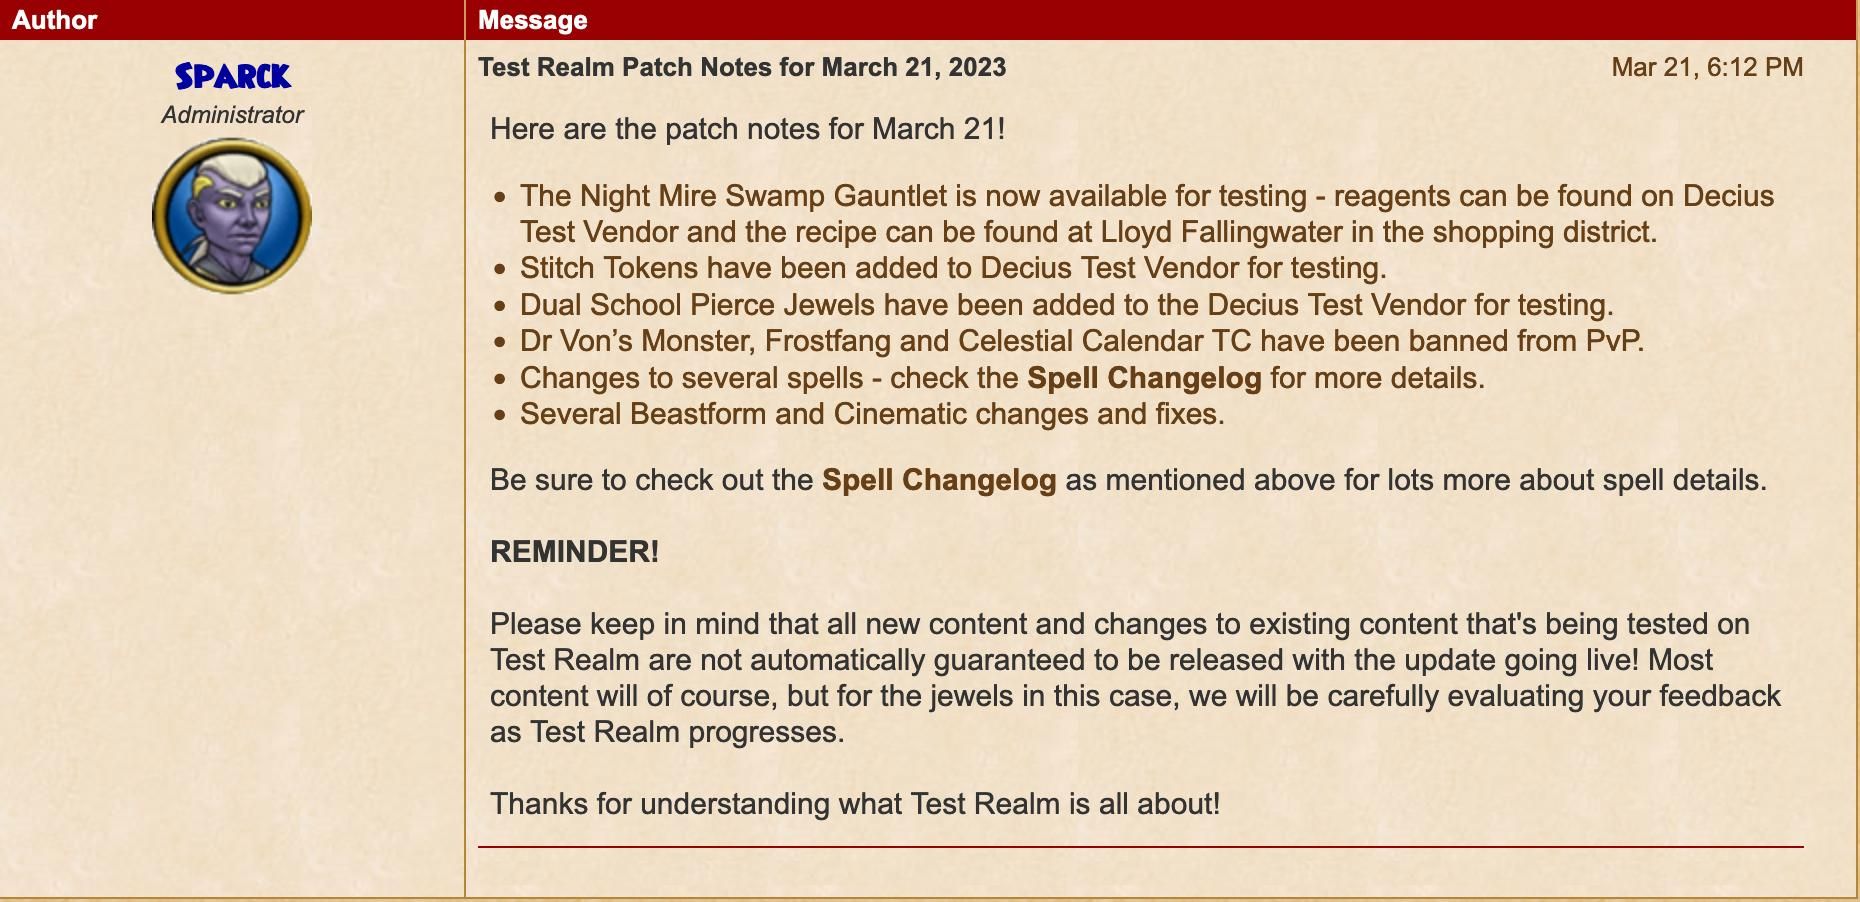 Author
Message
SPARCK
Administrator
Test Realm Patch Notes for March 21, 2023
Mar 21, 6:12 PM
Here are the patch notes for March 21!
• The Night Mire Swamp Gauntlet is now available for testing - reagents can be found on Decius
Test Vendor and the recipe can be found at Lloyd Fallingwater in the shopping district.
• Stitch Tokens have been added to Decius Test Vendor for testing.
• Dual School Pierce Jewels have been added to the Decius Test Vendor for testing.
• Dr Von’s Monster, Frostfang and Celestial Calendar TC have been banned from PvP.
• Changes to several spells - check the Spell Changelog for more details.
• Several Beastform and Cinematic changes and fixes.
Be sure to check out the Spell Changelog as mentioned above for lots more about spell details.
REMINDER!
Please keep in mind that all new content and changes to existing content that's being tested on
Test Realm are not automatically guaranteed to be released with the update going live! Most
content will of course, but for the jewels in this case, we will be carefully evaluating your feedback
as Test Realm progresses.
Thanks for understanding what Test Realm is all about!